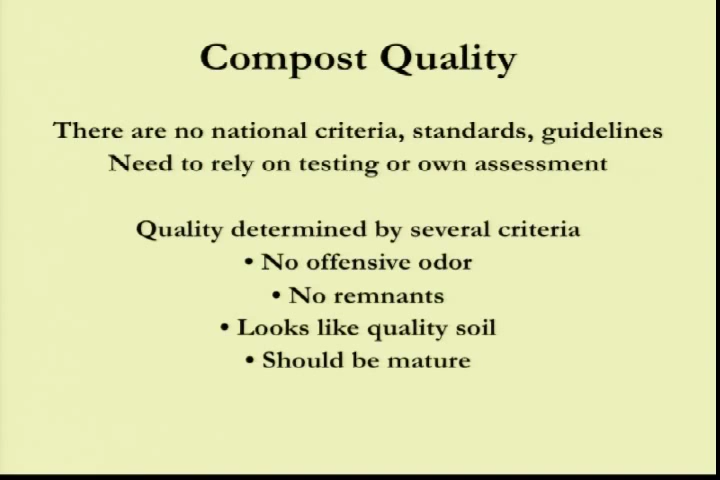 Compost Quality
There are no national criteria, standards, guidelines
Need to rely on testing or own assessment
Quality determined by several criteria
• No offensive odor
• No remnants
• Looks like quality soil
• Should be mature